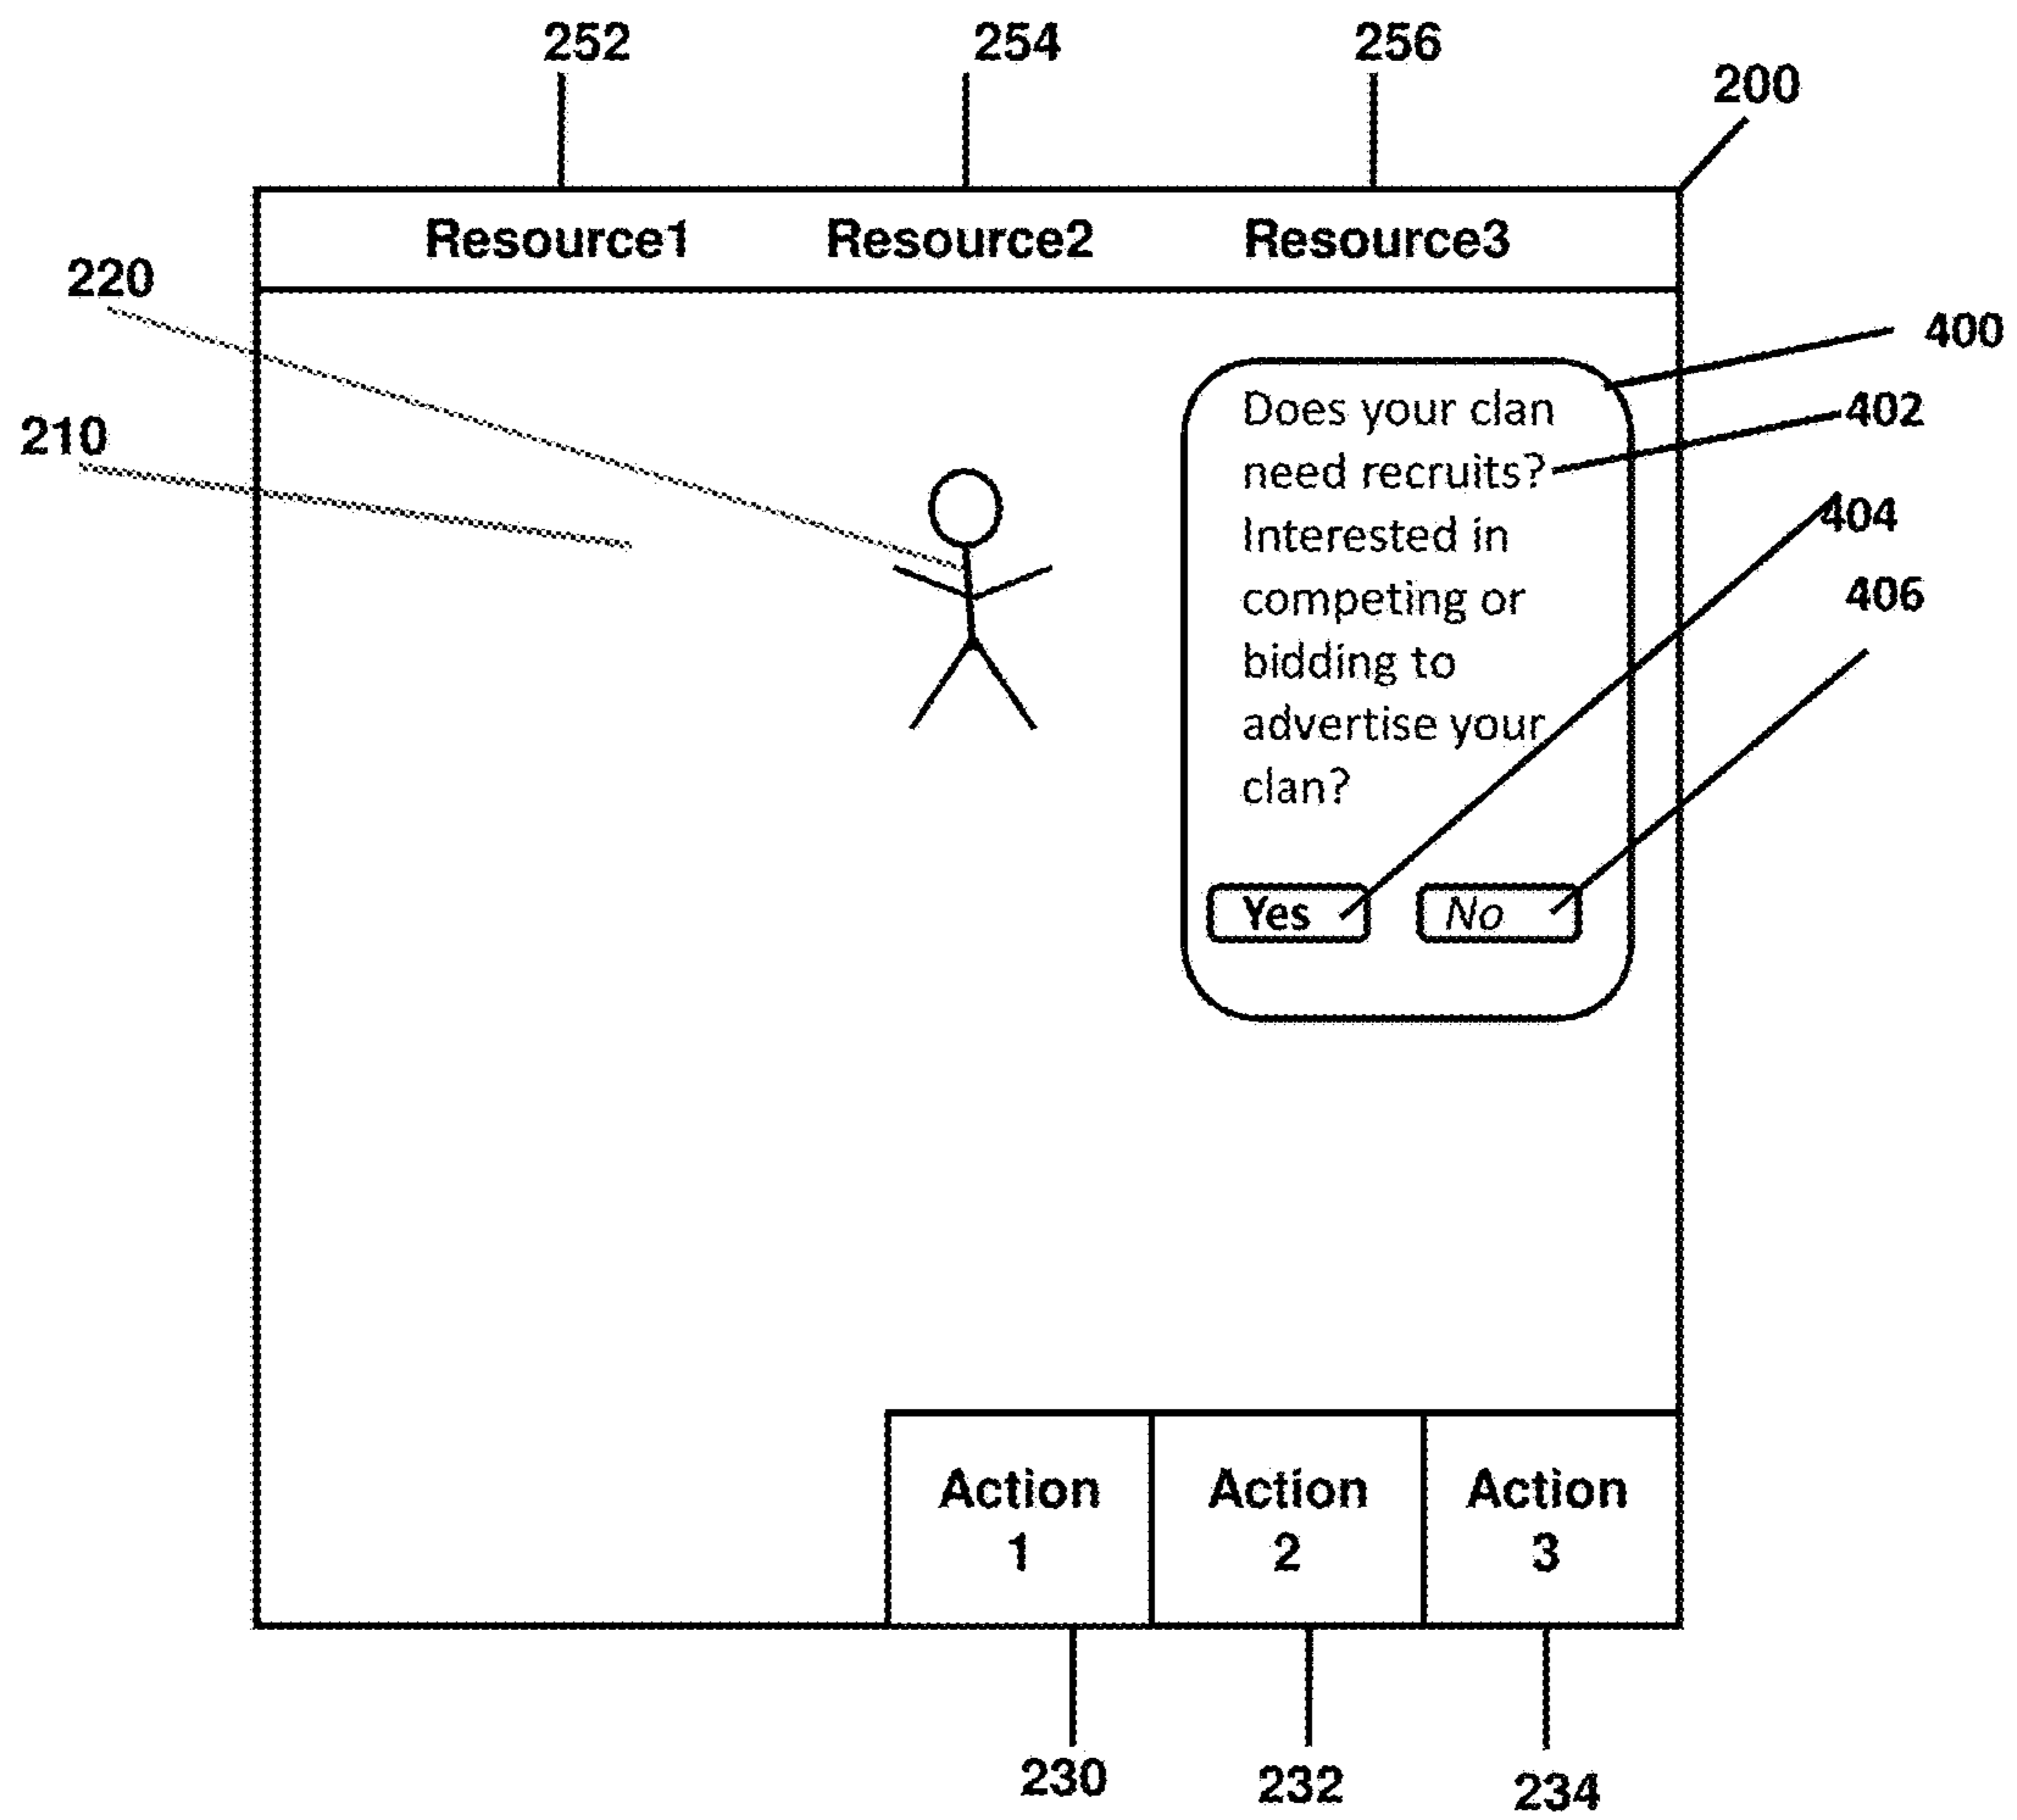 252 254 256
200
Resource1 Resource2 Resource3
220
400
Does your clan
402
210
need recruits?
404
Interested in
406
competing or
bidding to
advertise your
clan?
Yes No
Action Action Action
1 2 3
230 232 234